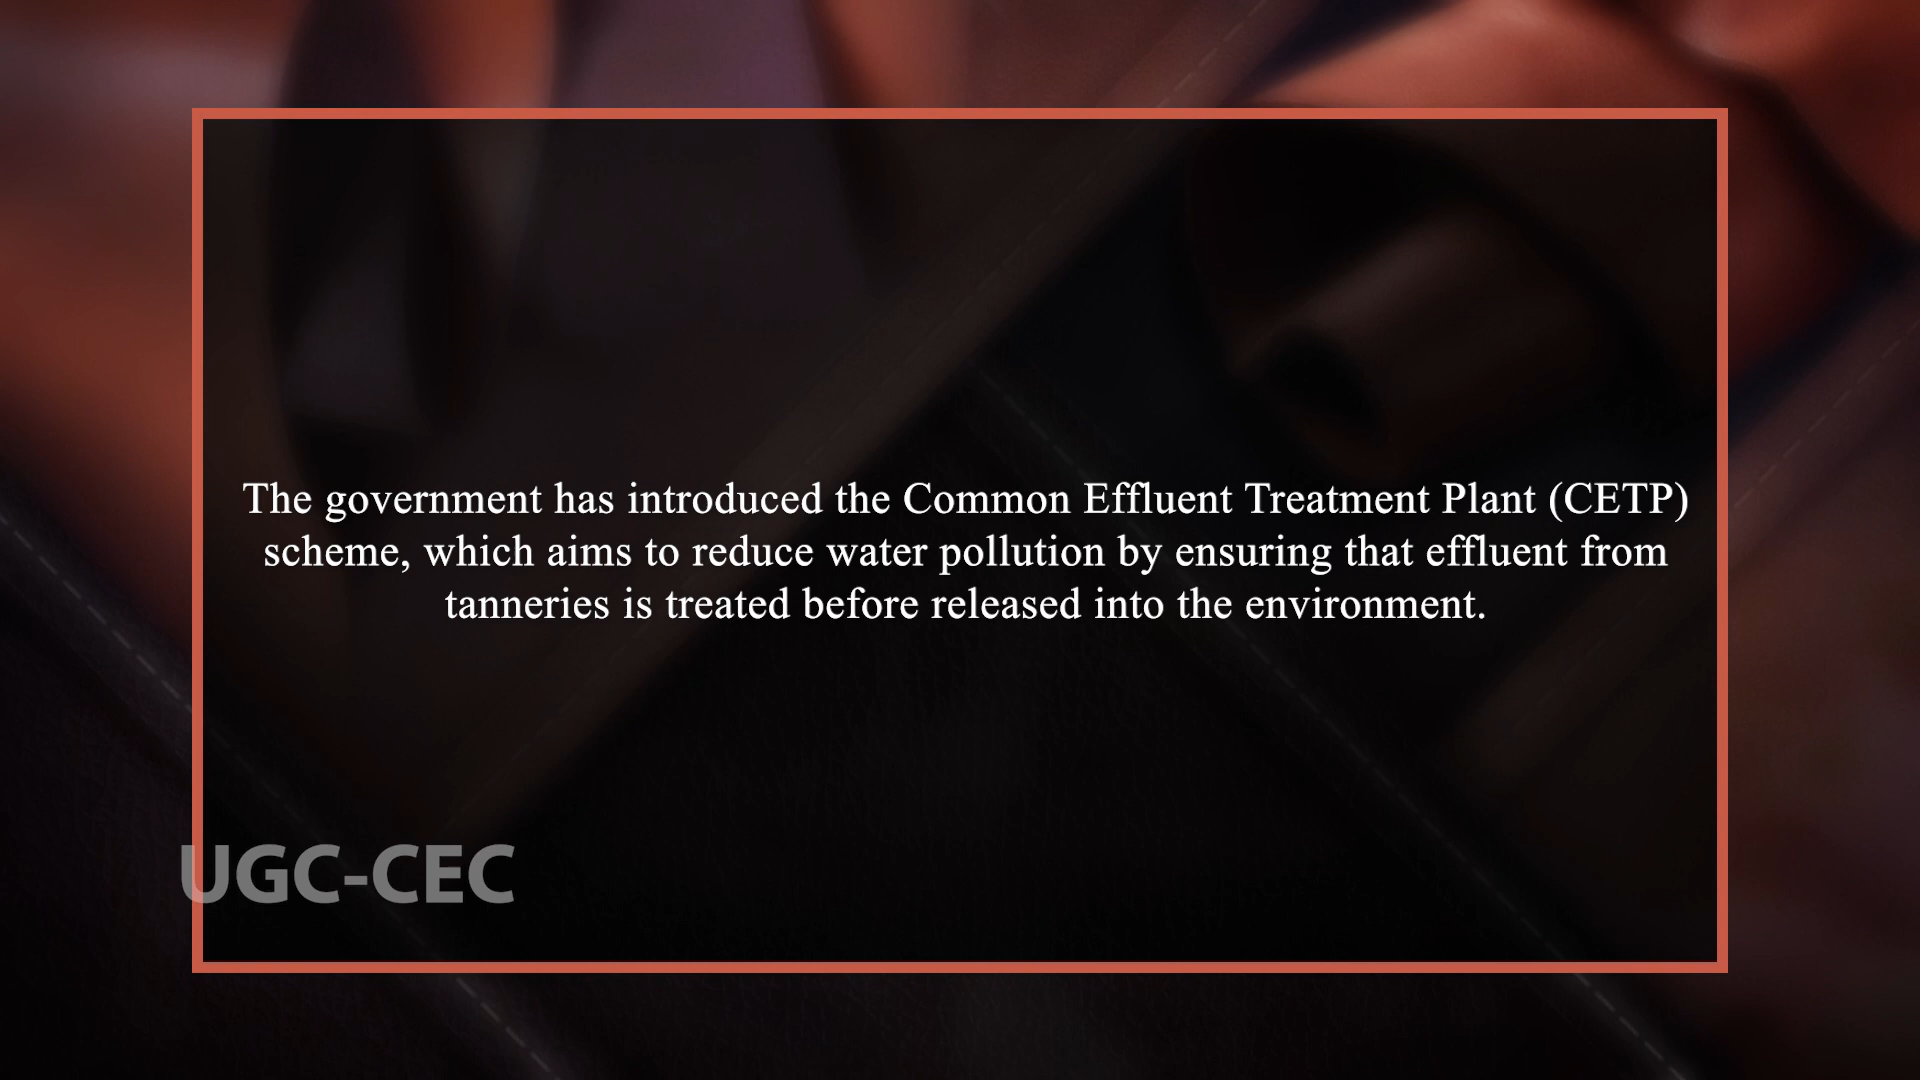 The government has introduced the Common Effluent Treatment Plant (CETP)
scheme, which aims to reduce water pollution by ensuring that effluent from
tanneries is treated before released into the environment.
UGC-CEC